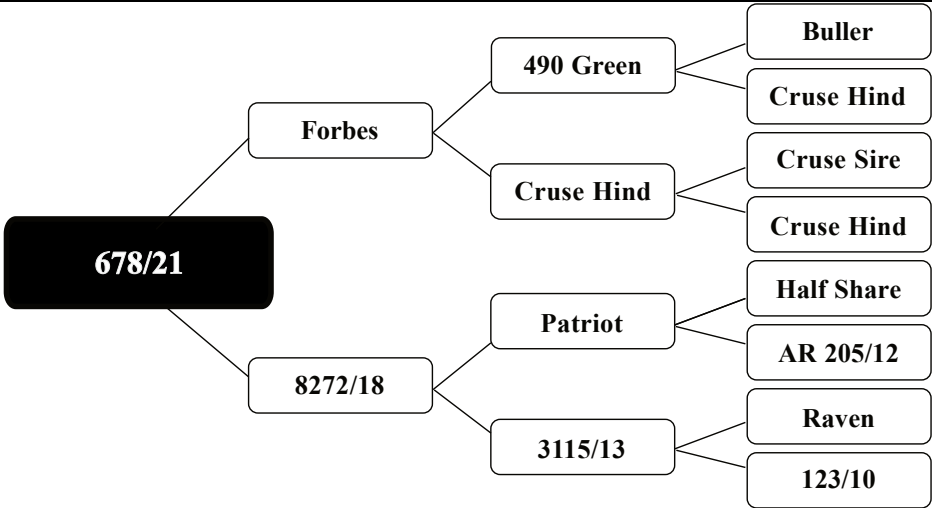 Buller
490 Green
Cruse Hind
Forbes
Cruse Sire
Cruse Hind
Cruse Hind
678/21
Half Share
Patriot
AR 205/12
8272/18
Raven
3115/13
123/10